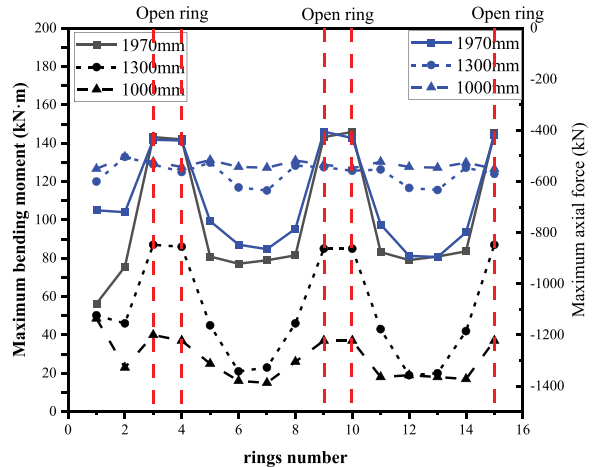 Open ring
Open ring
Open ring
200
180
160
140
120
100
80
60
40
20
0
Maximum bending moment (kN·m)
1970mm
1300mm
1000mm
1970mm
1300mm
1000mm
0
-200
-400
-600
-800
-1000
-1200
-1400
Maximum axial force (kN)
0 2 4 6 8 10 12 14 16
rings number